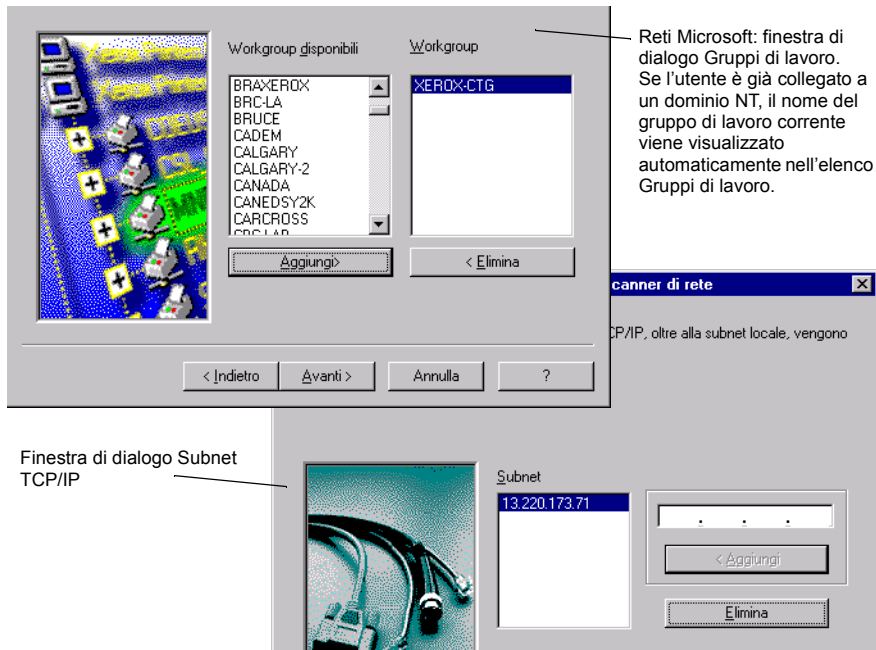 Workgroup disponibili
Workgroup
BRAXEROX
BRC-LA
BRUCE
CADEM
CALGARY
CALGARY-2
CANADA
CANEDSY2K
CARCROSS
XEROX-CTG
Aggiungi>
< Elimina
< Indietro
Avanti >
Annulla
?
Reti Microsoft: finestra di
dialogo Gruppi di lavoro.
Se l’utente è già collegato a
un dominio NT, il nome del
gruppo di lavoro corrente
viene visualizzato
automaticamente nell’elenco
Gruppi di lavoro.
canner di rete
CP/IP, oltre alla subnet locale, vengono
Finestra di dialogo Subnet
TCP/IP
Subnet
13.220.173.71
. . .
< Aggiungi
Elimina